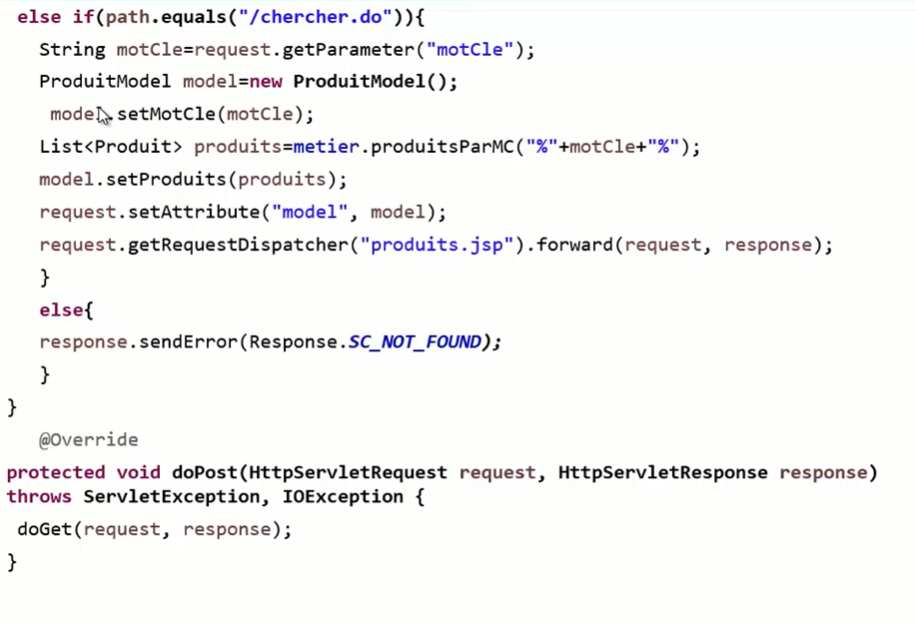 else if(path.equals("/chercher.do")){
String motCle=request.getParameter("motCle");
ProduitModel model=new ProduitModel();
model.setMotCle(motCle);
List<Produit> produits=metier.produitsParMC("%"+motCle+"%");
model.setProduits(produits);
request.setAttribute("model", model);
request.getRequestDispatcher("produits.jsp").forward(request, response);
}
else{
response.sendError(Response.SC_NOT_FOUND);
}
}
@Override
protected void doPost(HttpServletRequest request, HttpServletResponse response)
throws ServletException, IOException {
doGet(request, response);
}